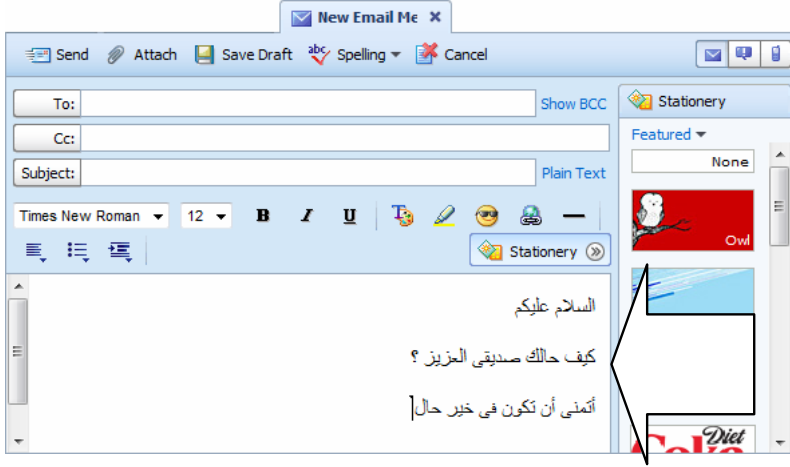 New Email Me
Send Attach Save Draft Spelling Cancel
To: Show BCC
Cc:
Subject: Plain Text
Times New Roman 12 B I U
Stationery
Stationery
Featured
None
Owl
السلام عليكم
كيف حالك صديقى العزيز ؟
أتمنى أن تكون فى خير حال
Diet
Coke